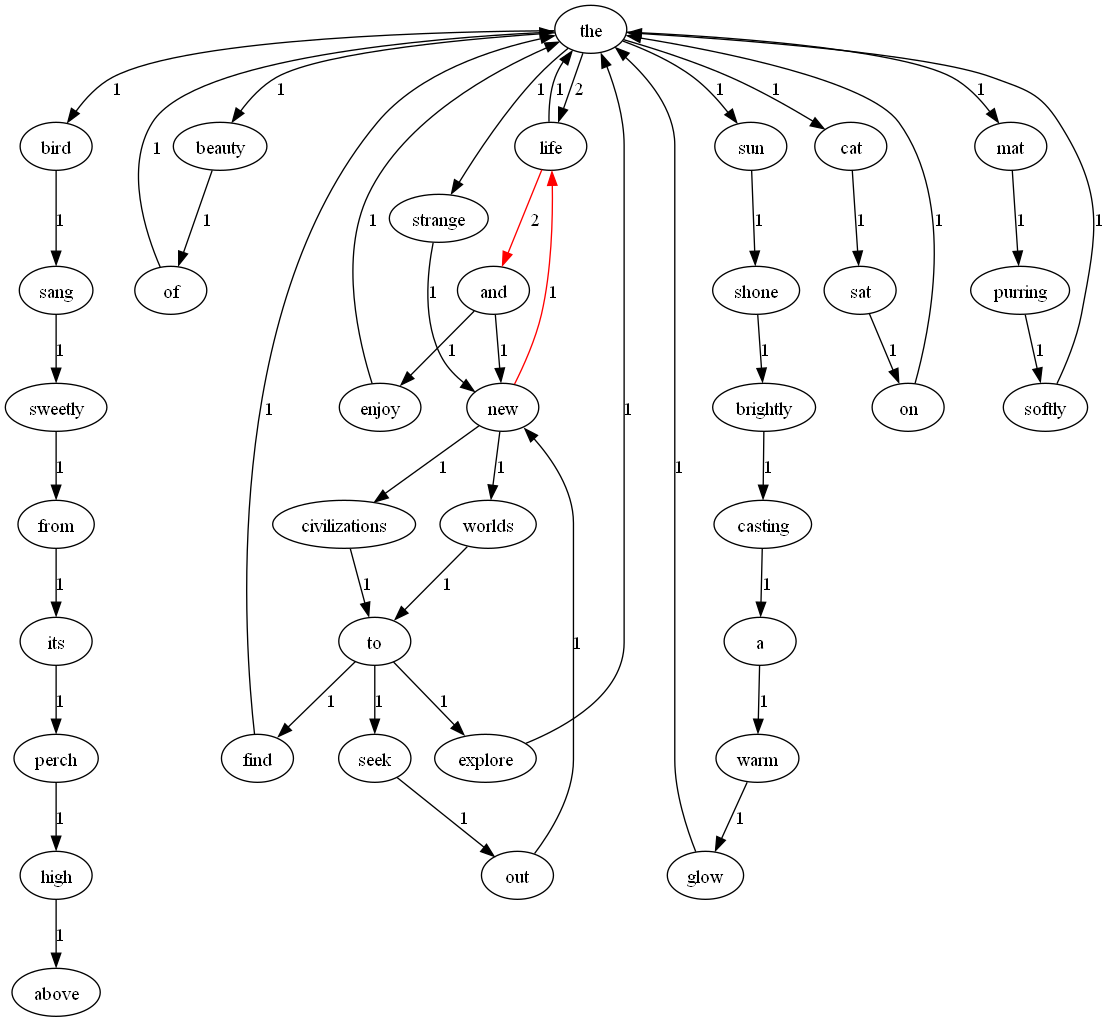 the
1 1 1 1 2 1 1 1
bird beauty life sun cat mat
1 1 1 strange 2 1 1 1
sang of and shone sat purring
1 1 1 1 1 1 1 1
sweetly enjoy new brightly on softly
1 1 1 1 1 1
from civilizations worlds casting
1 1 1 1 1
its to a
1 1 1 1 1
perch find seek explore warm
1 1 1
high out glow
1
above